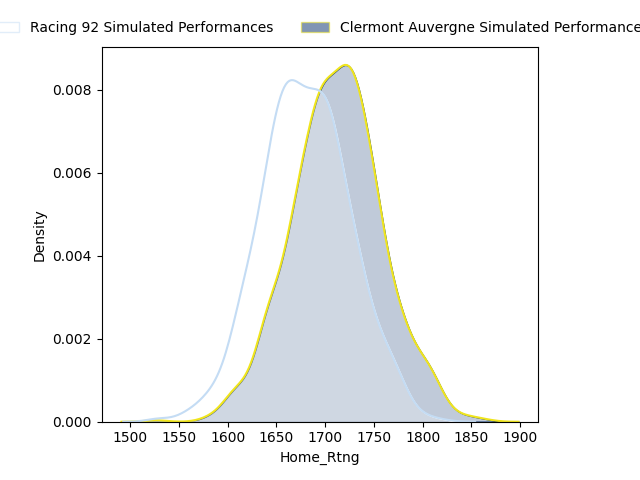 Racing 92 Simulated Performances
Clermont Auvergne Simulated Performance
0.008
0.006
0.004
0.002
0.000
Density
1500 1550 1600 1650 1700 1750 1800 1850 1900
Home_Rtng